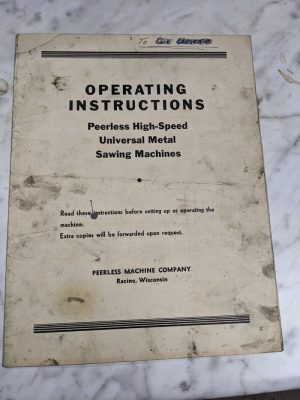 To
OPERATING
INSTRUCTIONS
Peerless High-Speed
Universal Metal
Sawing Machines
Read these instructions before setting up or operating the
machine.
Extra copies will be forwarded upon request.
PEERLESS MACHINE COMPANY
Racine, Wisconsin